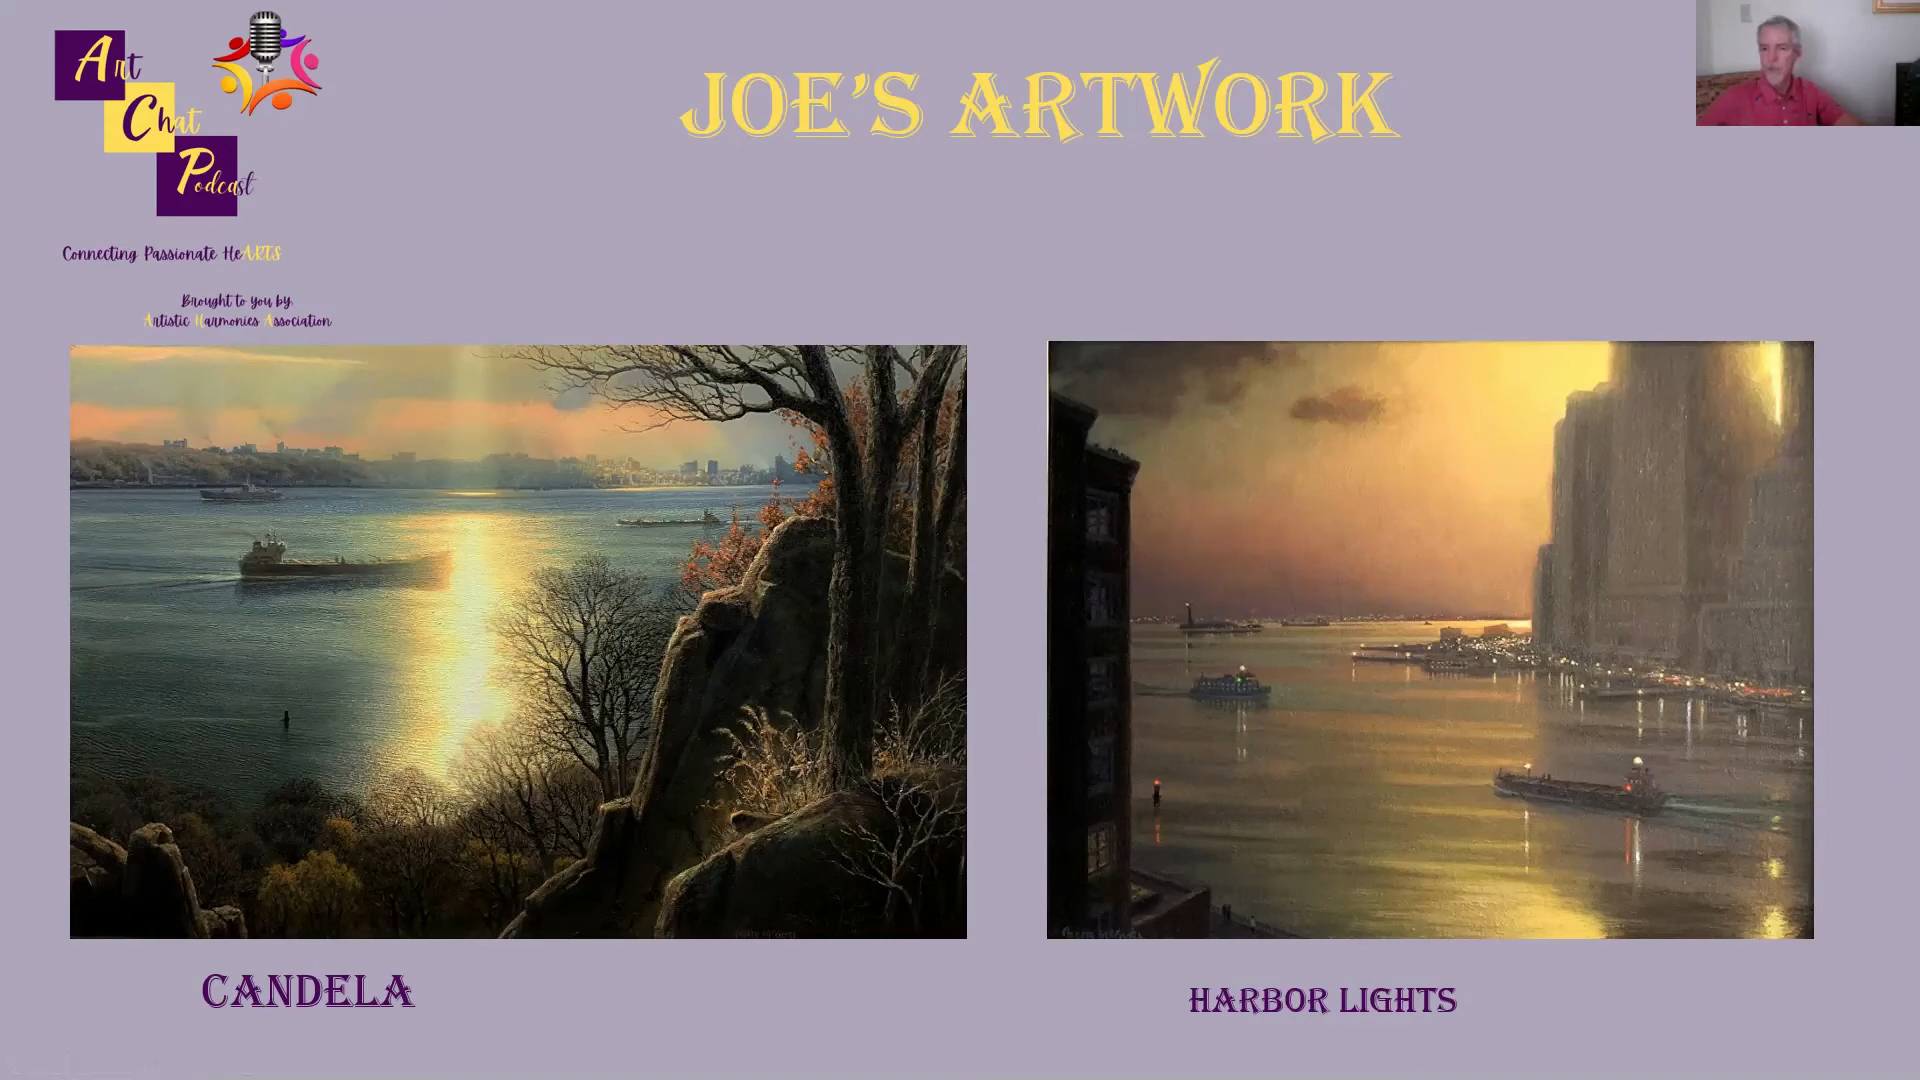 Art
Chat
Podcast
Connecting Passionate HeARTS
Brought to you by:
Artistic Harmonies Association
JOE'S ARTWORK
CANDELA
HARBOR LIGHTS